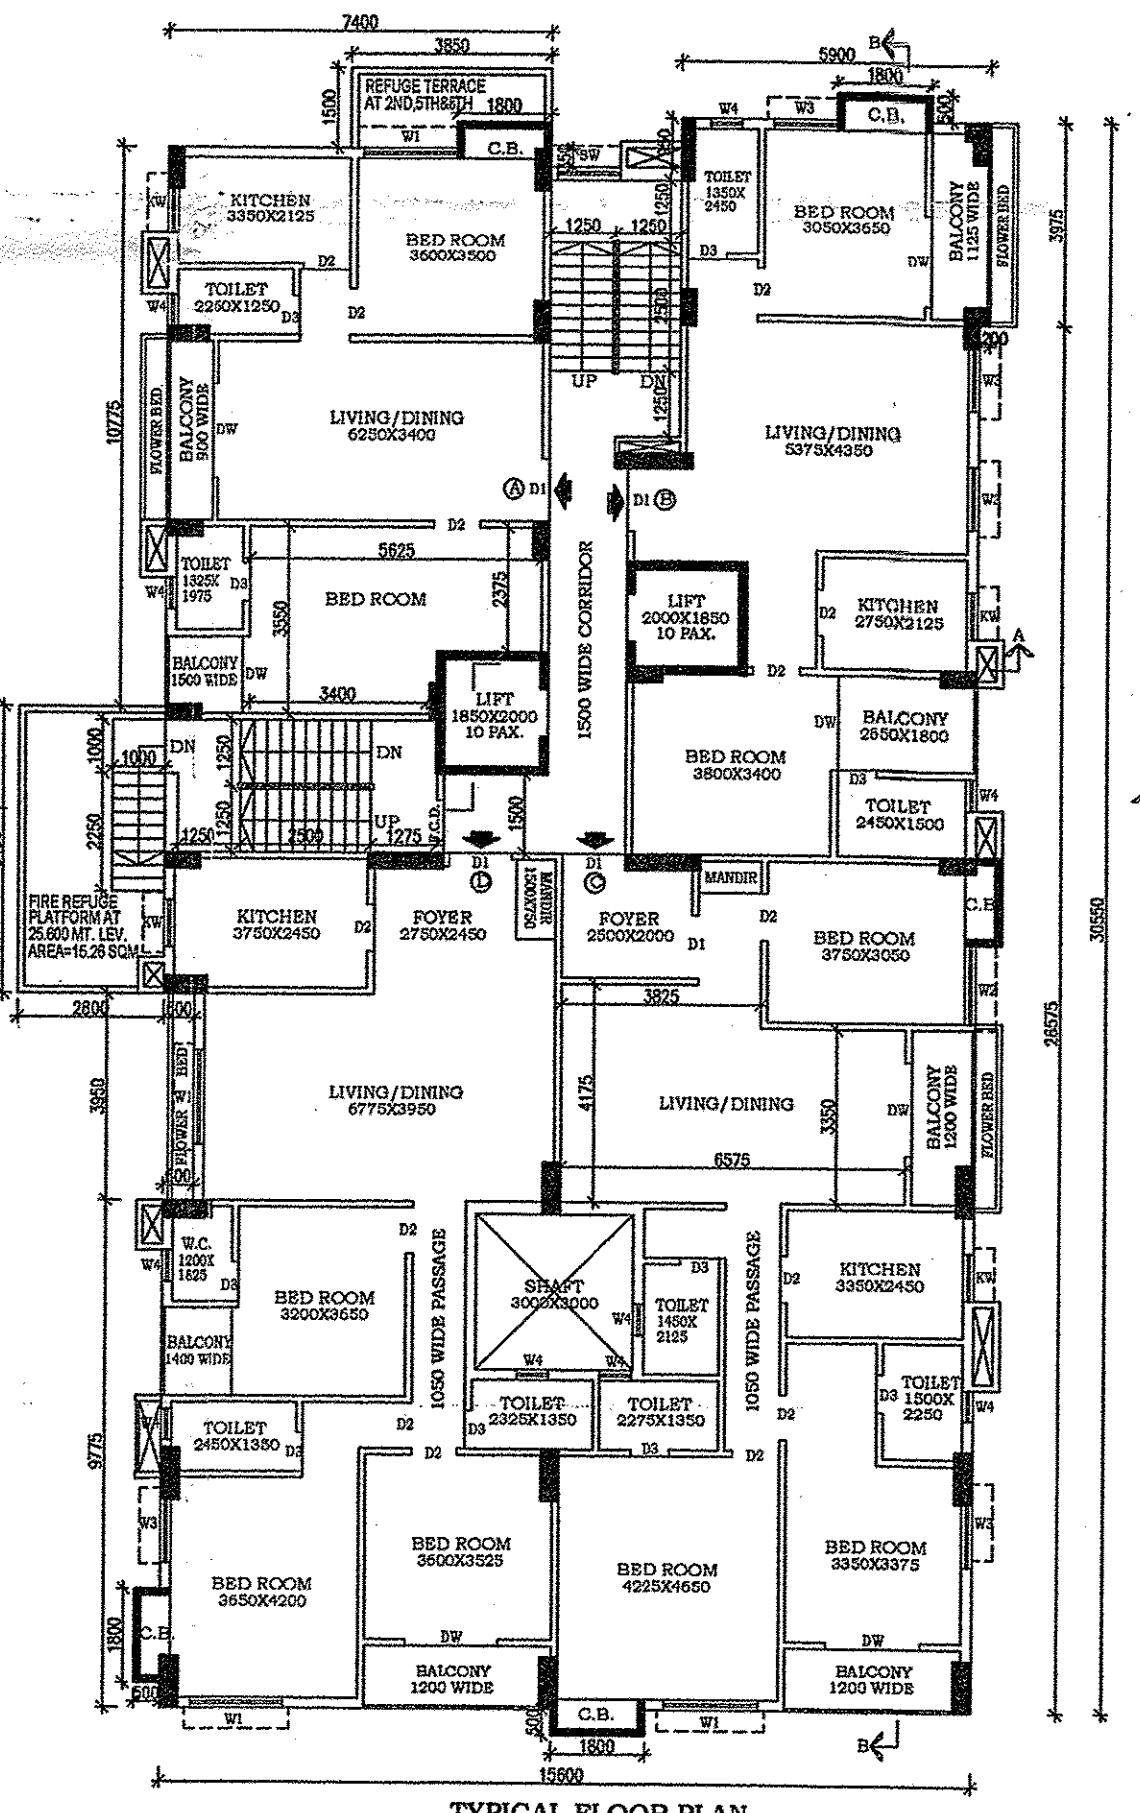 7400
3850
5900
B
1800
REFUGE TERRACE
AT 2ND,5TH&8TH
1500
1800
W1
C.B.
SW
W4
W3
C.B.
500
KITCHEN
3350X2125
KW
BED ROOM
3600X3500
D2
TOILET
2250X1250
W4
D3
D2
1250
1250
1250
2500
UP
DN
1250
TOILET
1350X
2450
D3
BED ROOM
3050X3650
D2
DW
BALCONY
1125 WIDE
FLOWER BED
3975
200
W3
10775
FLOWER BED
BALCONY
900 WIDE
DW
LIVING/DINING
6250X3400
LIVING/DINING
5375X4350
A
D1
D1
B
W2
D2
5625
TOILET
1325X
1975
D3
W4
3550
BED ROOM
2375
1500 WIDE CORRIDOR
LIFT
2000X1850
10 PAX.
D2
KITCHEN
2750X2125
KW
A
BALCONY
1500 WIDE
DW
3400
LIFT
1850X2000
10 PAX.
D2
DW
BALCONY
2650X1800
BED ROOM
3800X3400
D3
TOILET
2450X1500
W4
1000
1000
DN
1250
DN
2250
1250
1250
2500
UP
1275
1500
D1
D1
C
MANDIR
1500X750
MANDIR
FIRE REFUGE
PLATFORM AT
25.600 MT. LEV.
AREA=15.26 SQM
KW
KITCHEN
3750X2450
D2
FOYER
2750X2450
FOYER
2500X2000
D1
D2
BED ROOM
3750X3050
C.B.
W2
30550
26575
2800
600
3825
3950
FLOWER BED
W1
600
LIVING/DINING
6775X3950
4175
LIVING/DINING
3350
DW
BALCONY
1200 WIDE
FLOWER BED
6575
W.C.
1200X
1825
W4
D3
D2
BED ROOM
3200X3650
BALCONY
1400 WIDE
1050 WIDE PASSAGE
SHAFT
3000X3000
W4
D3
TOILET
1450X
2125
1050 WIDE PASSAGE
D2
KITCHEN
3350X2450
KW
W4
W4
TOILET
2450X1350
D3
D2
D2
D3
TOILET
2325X1350
TOILET
2275X1350
D3
D2
D2
D3
TOILET
1500X
2250
W4
9775
W3
BED ROOM
3650X4200
BED ROOM
3600X3525
BED ROOM
4225X4650
BED ROOM
3350X3375
W3
1800
C.B.
500
W1
DW
BALCONY
1200 WIDE
500
C.B.
W1
DW
BALCONY
1200 WIDE
1800
B
15600
TYPICAL FLOOR PLAN